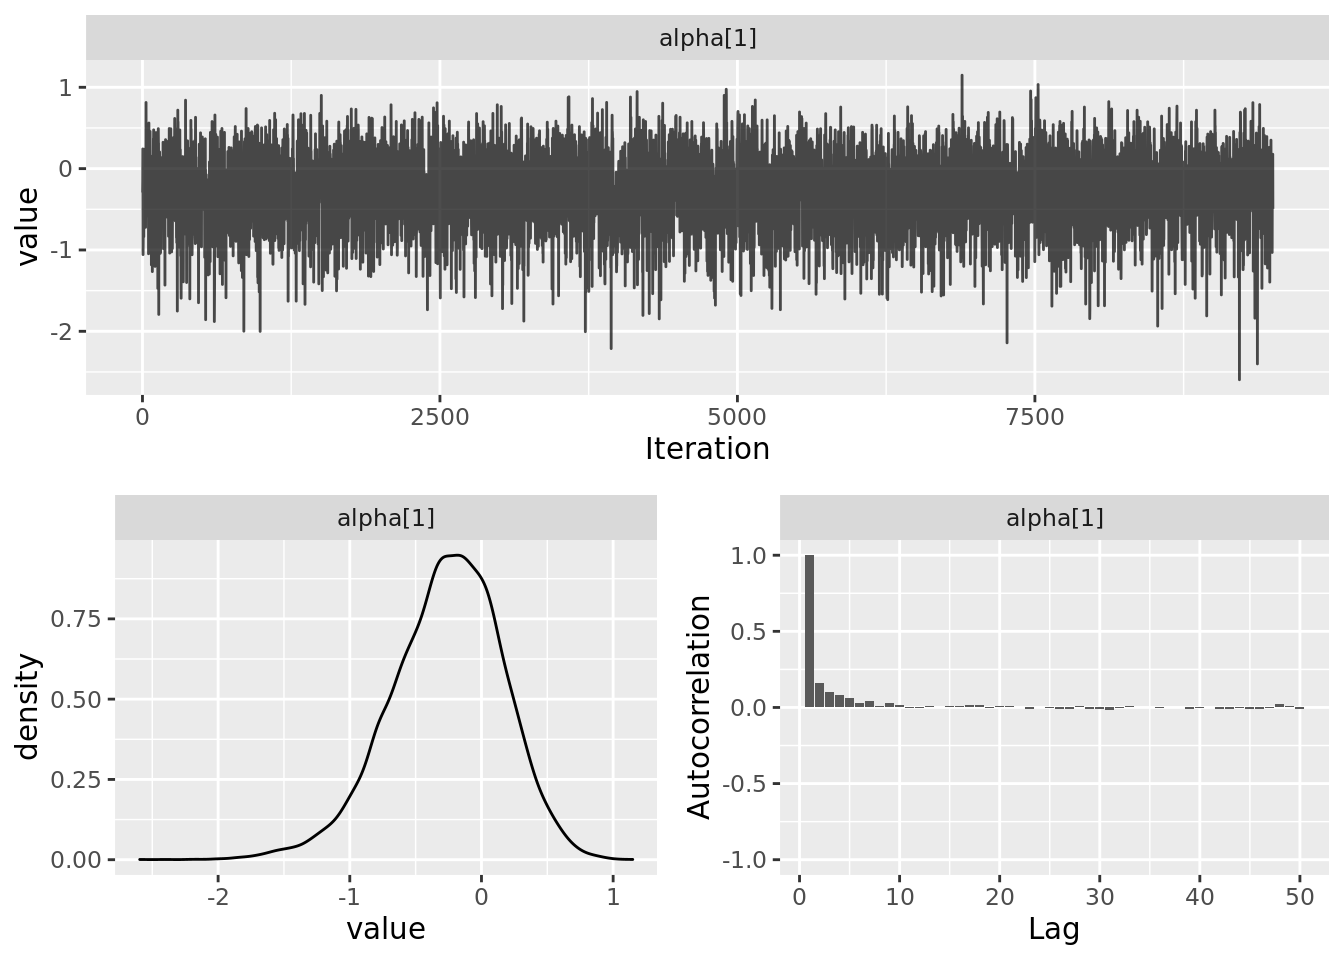 alpha[1]
1
0
-1
-2
value
0 2500 5000 7500
Iteration
alpha[1]
0.75
0.50
0.25
0.00
density
-2 -1 0 1
value
alpha[1]
1.0
0.5
0.0
-0.5
-1.0
Autocorrelation
0 10 20 30 40 50
Lag